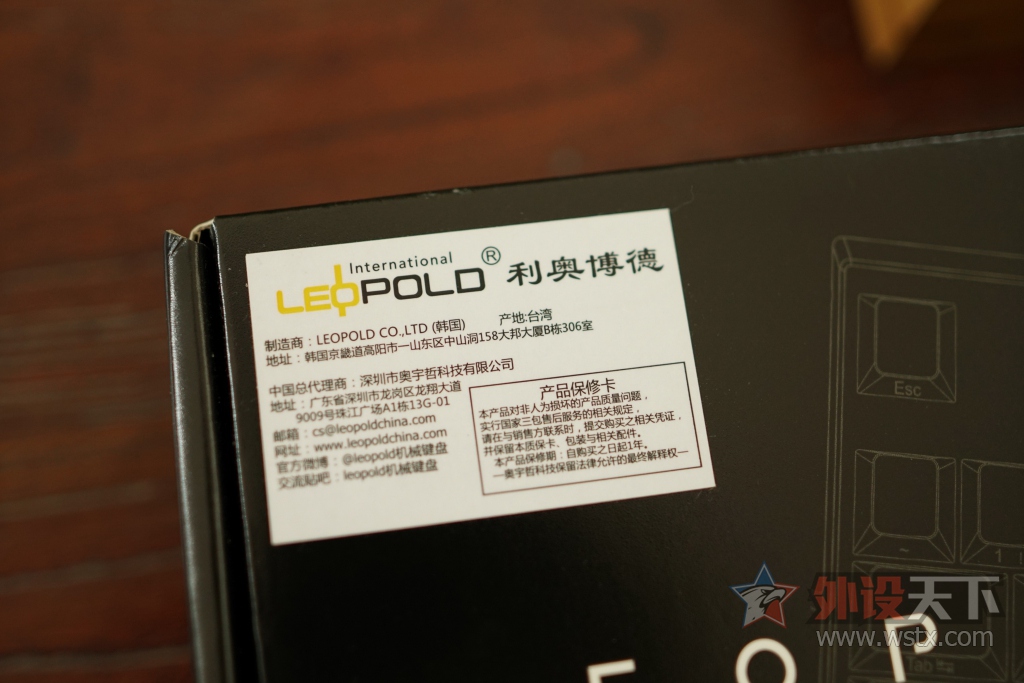 International
LEOPOLD® 利奥博德
制造商：LEOPOLD CO.,LTD (韩国) 产地:台湾
地址：韩国京畿道高阳市一山东区中山洞158大邦大厦B栋306室
中国总代理商：深圳市奥宇哲科技有限公司
地址：广东省深圳市龙岗区龙翔大道
9009号珠江广场A1栋13G-01
邮箱：cs@leopoldchina.com
网址：www.leopoldchina.com
官方微博：@leopold机械键盘
交流贴吧：leopold机械键盘
产品保修卡
本产品对非人为损坏的产品质量问题，
实行国家三包售后服务的相关规定，
请在与销售方联系时，提交购买之相关凭证，
并保留本质保卡、包装与相关配件。
本产品保修期：自购买之日起1年。
—奥宇哲科技保留法律允许的最终解释权—
Esc
~
1
Tab
E O P
外设天下
www.wstx.com